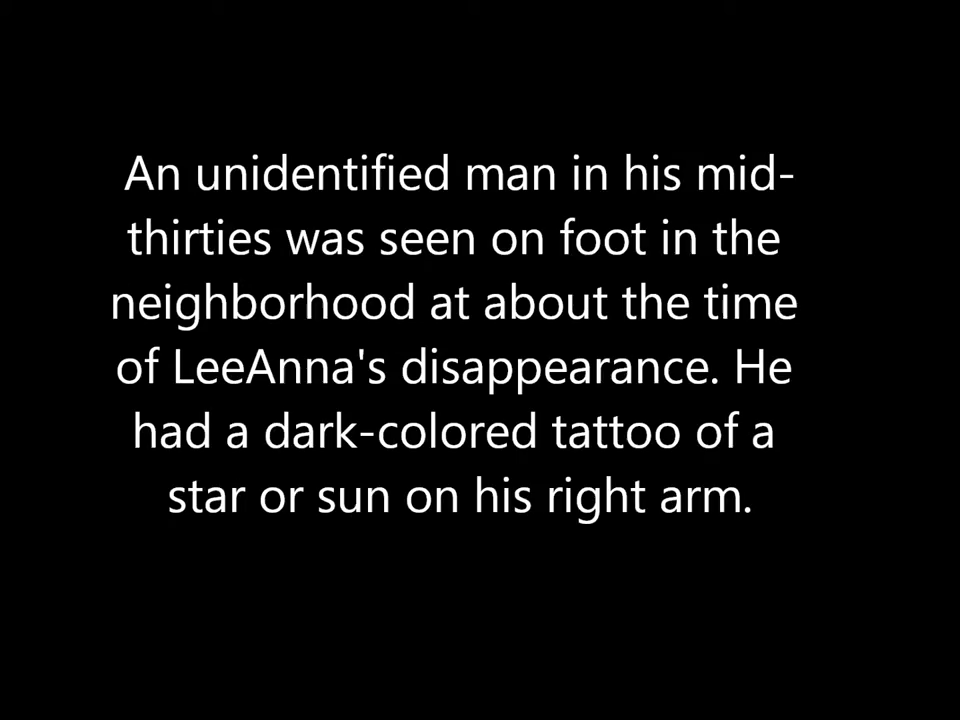 An unidentified man in his mid-
thirties was seen on foot in the
neighborhood at about the time
of LeeAnna's disappearance. He
had a dark-colored tattoo of a
star or sun on his right arm.